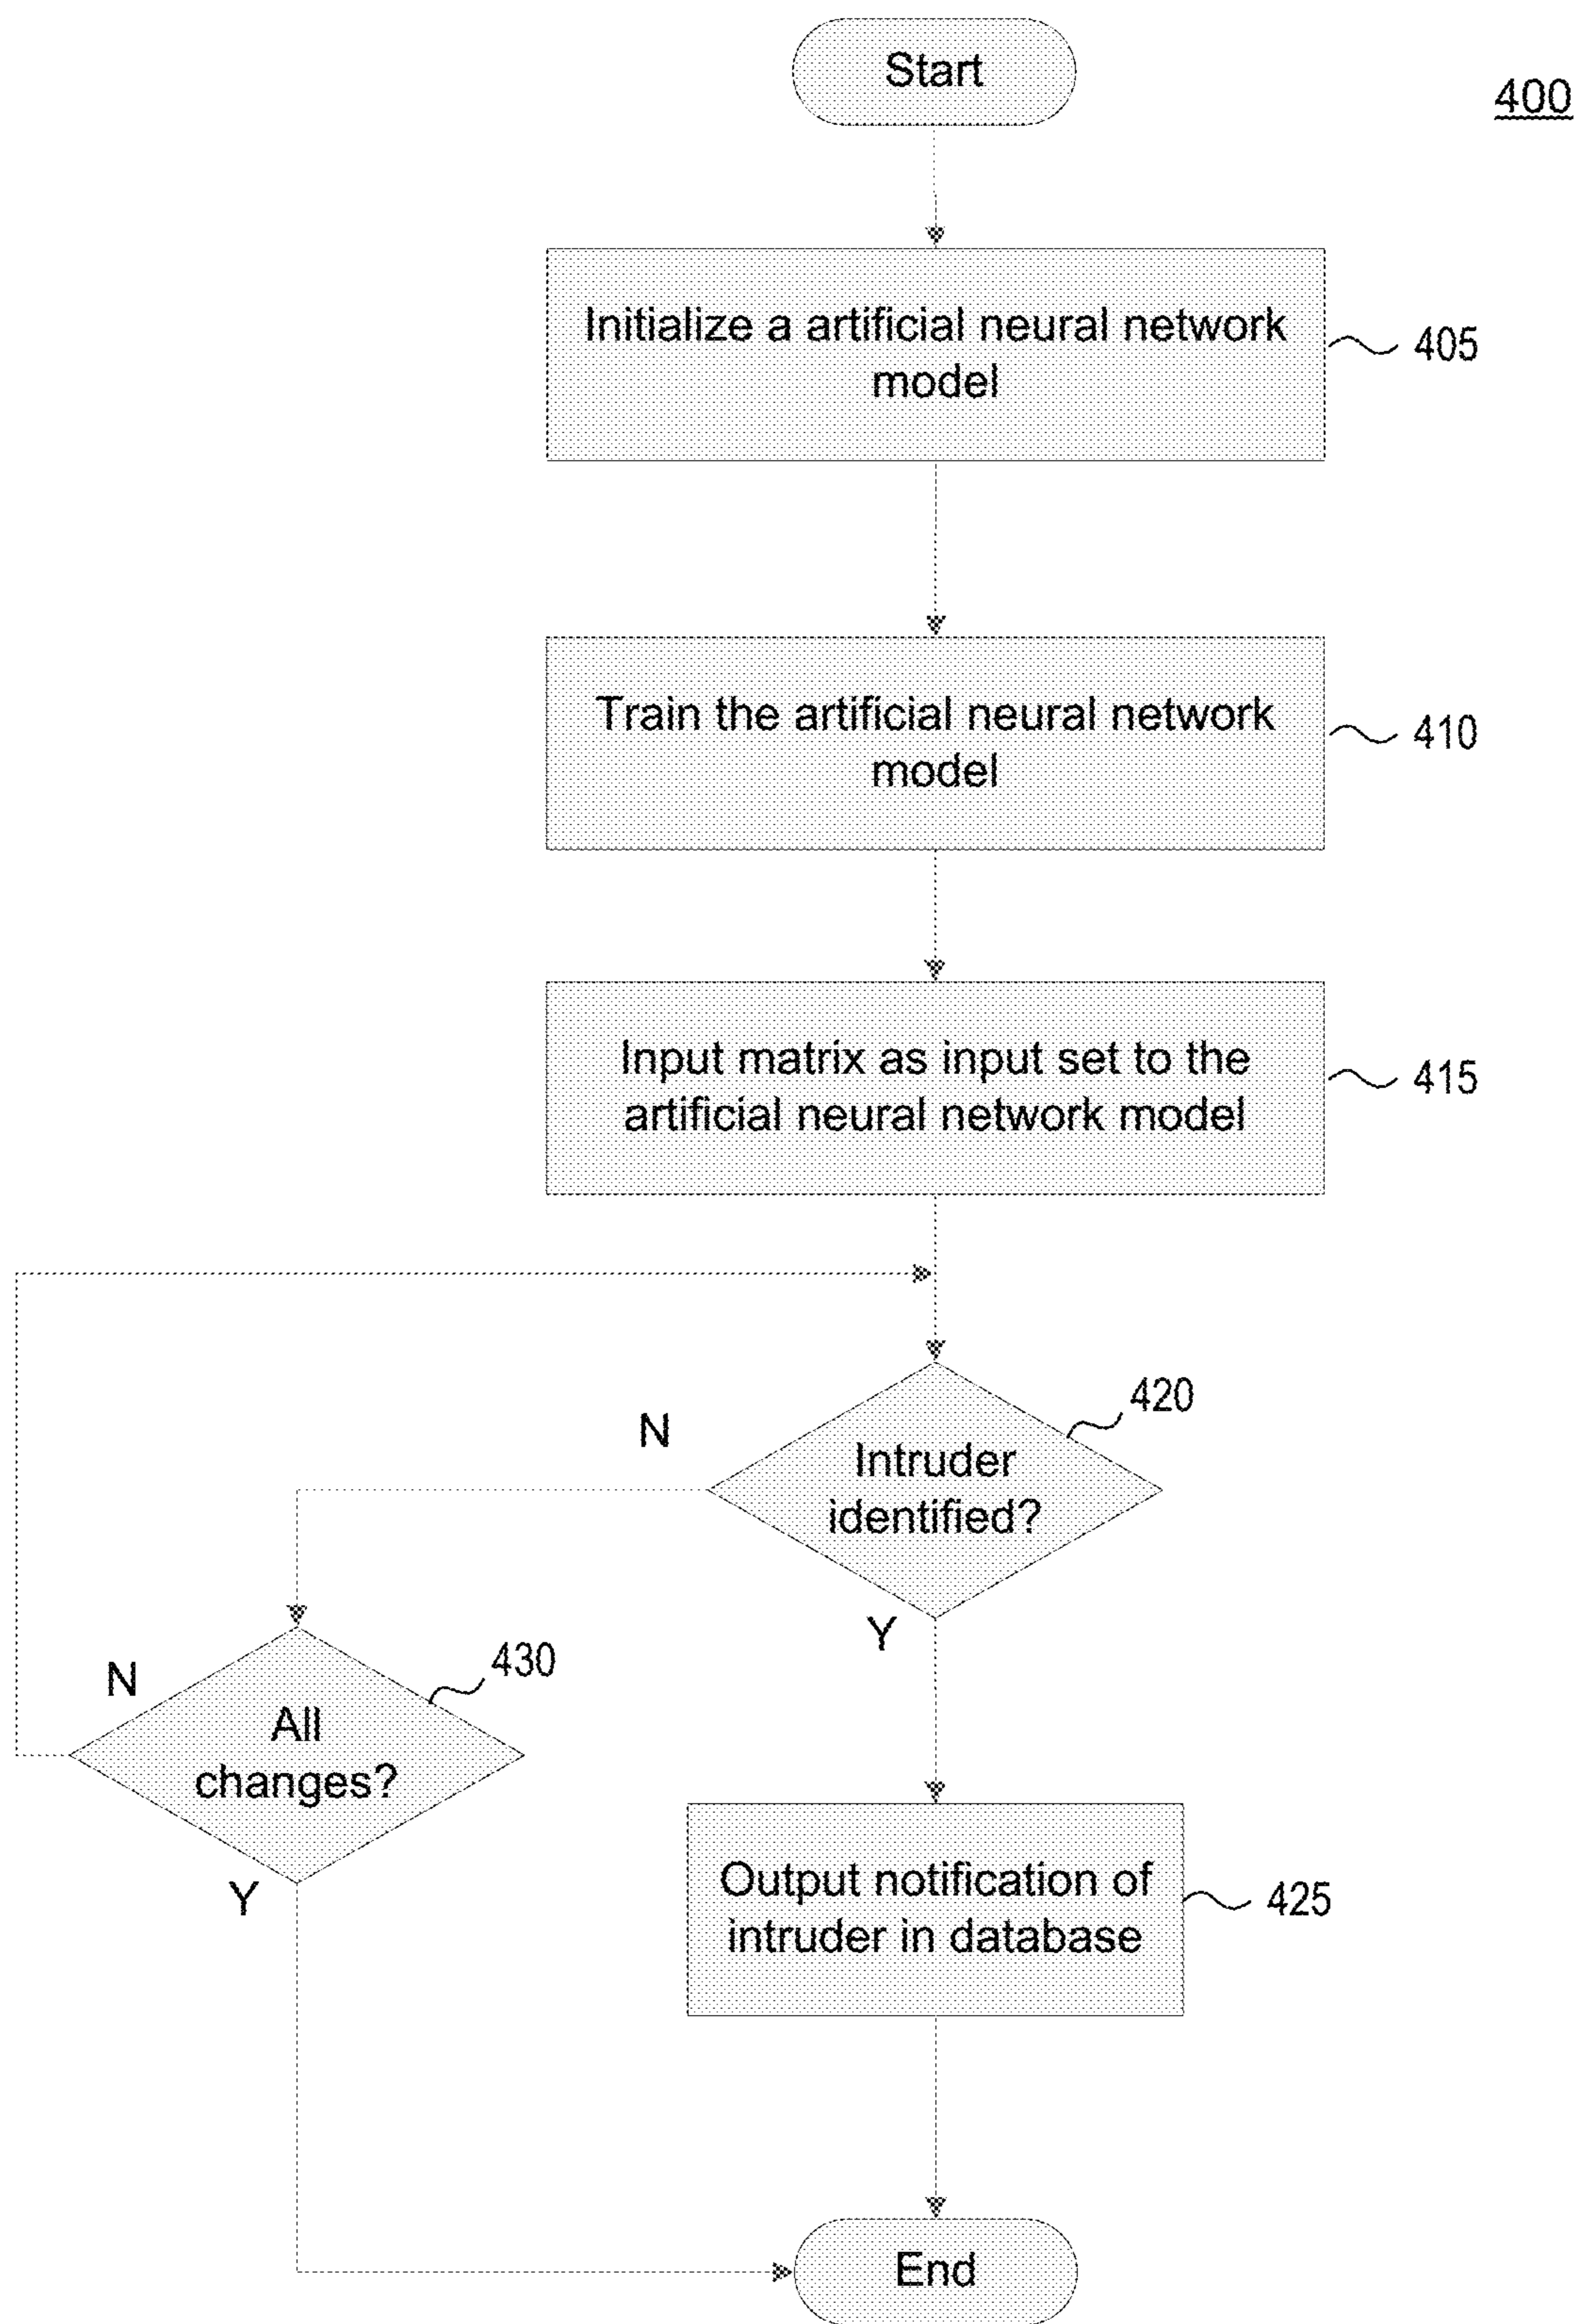 Start
400
Initialize a artificial neural network
model
405
Train the artificial neural network
model
410
Input matrix as input set to the
artificial neural network model
415
420
N
Intruder
identified?
Y
430
N
All
changes?
Y
Output notification of
intruder in database
425
End